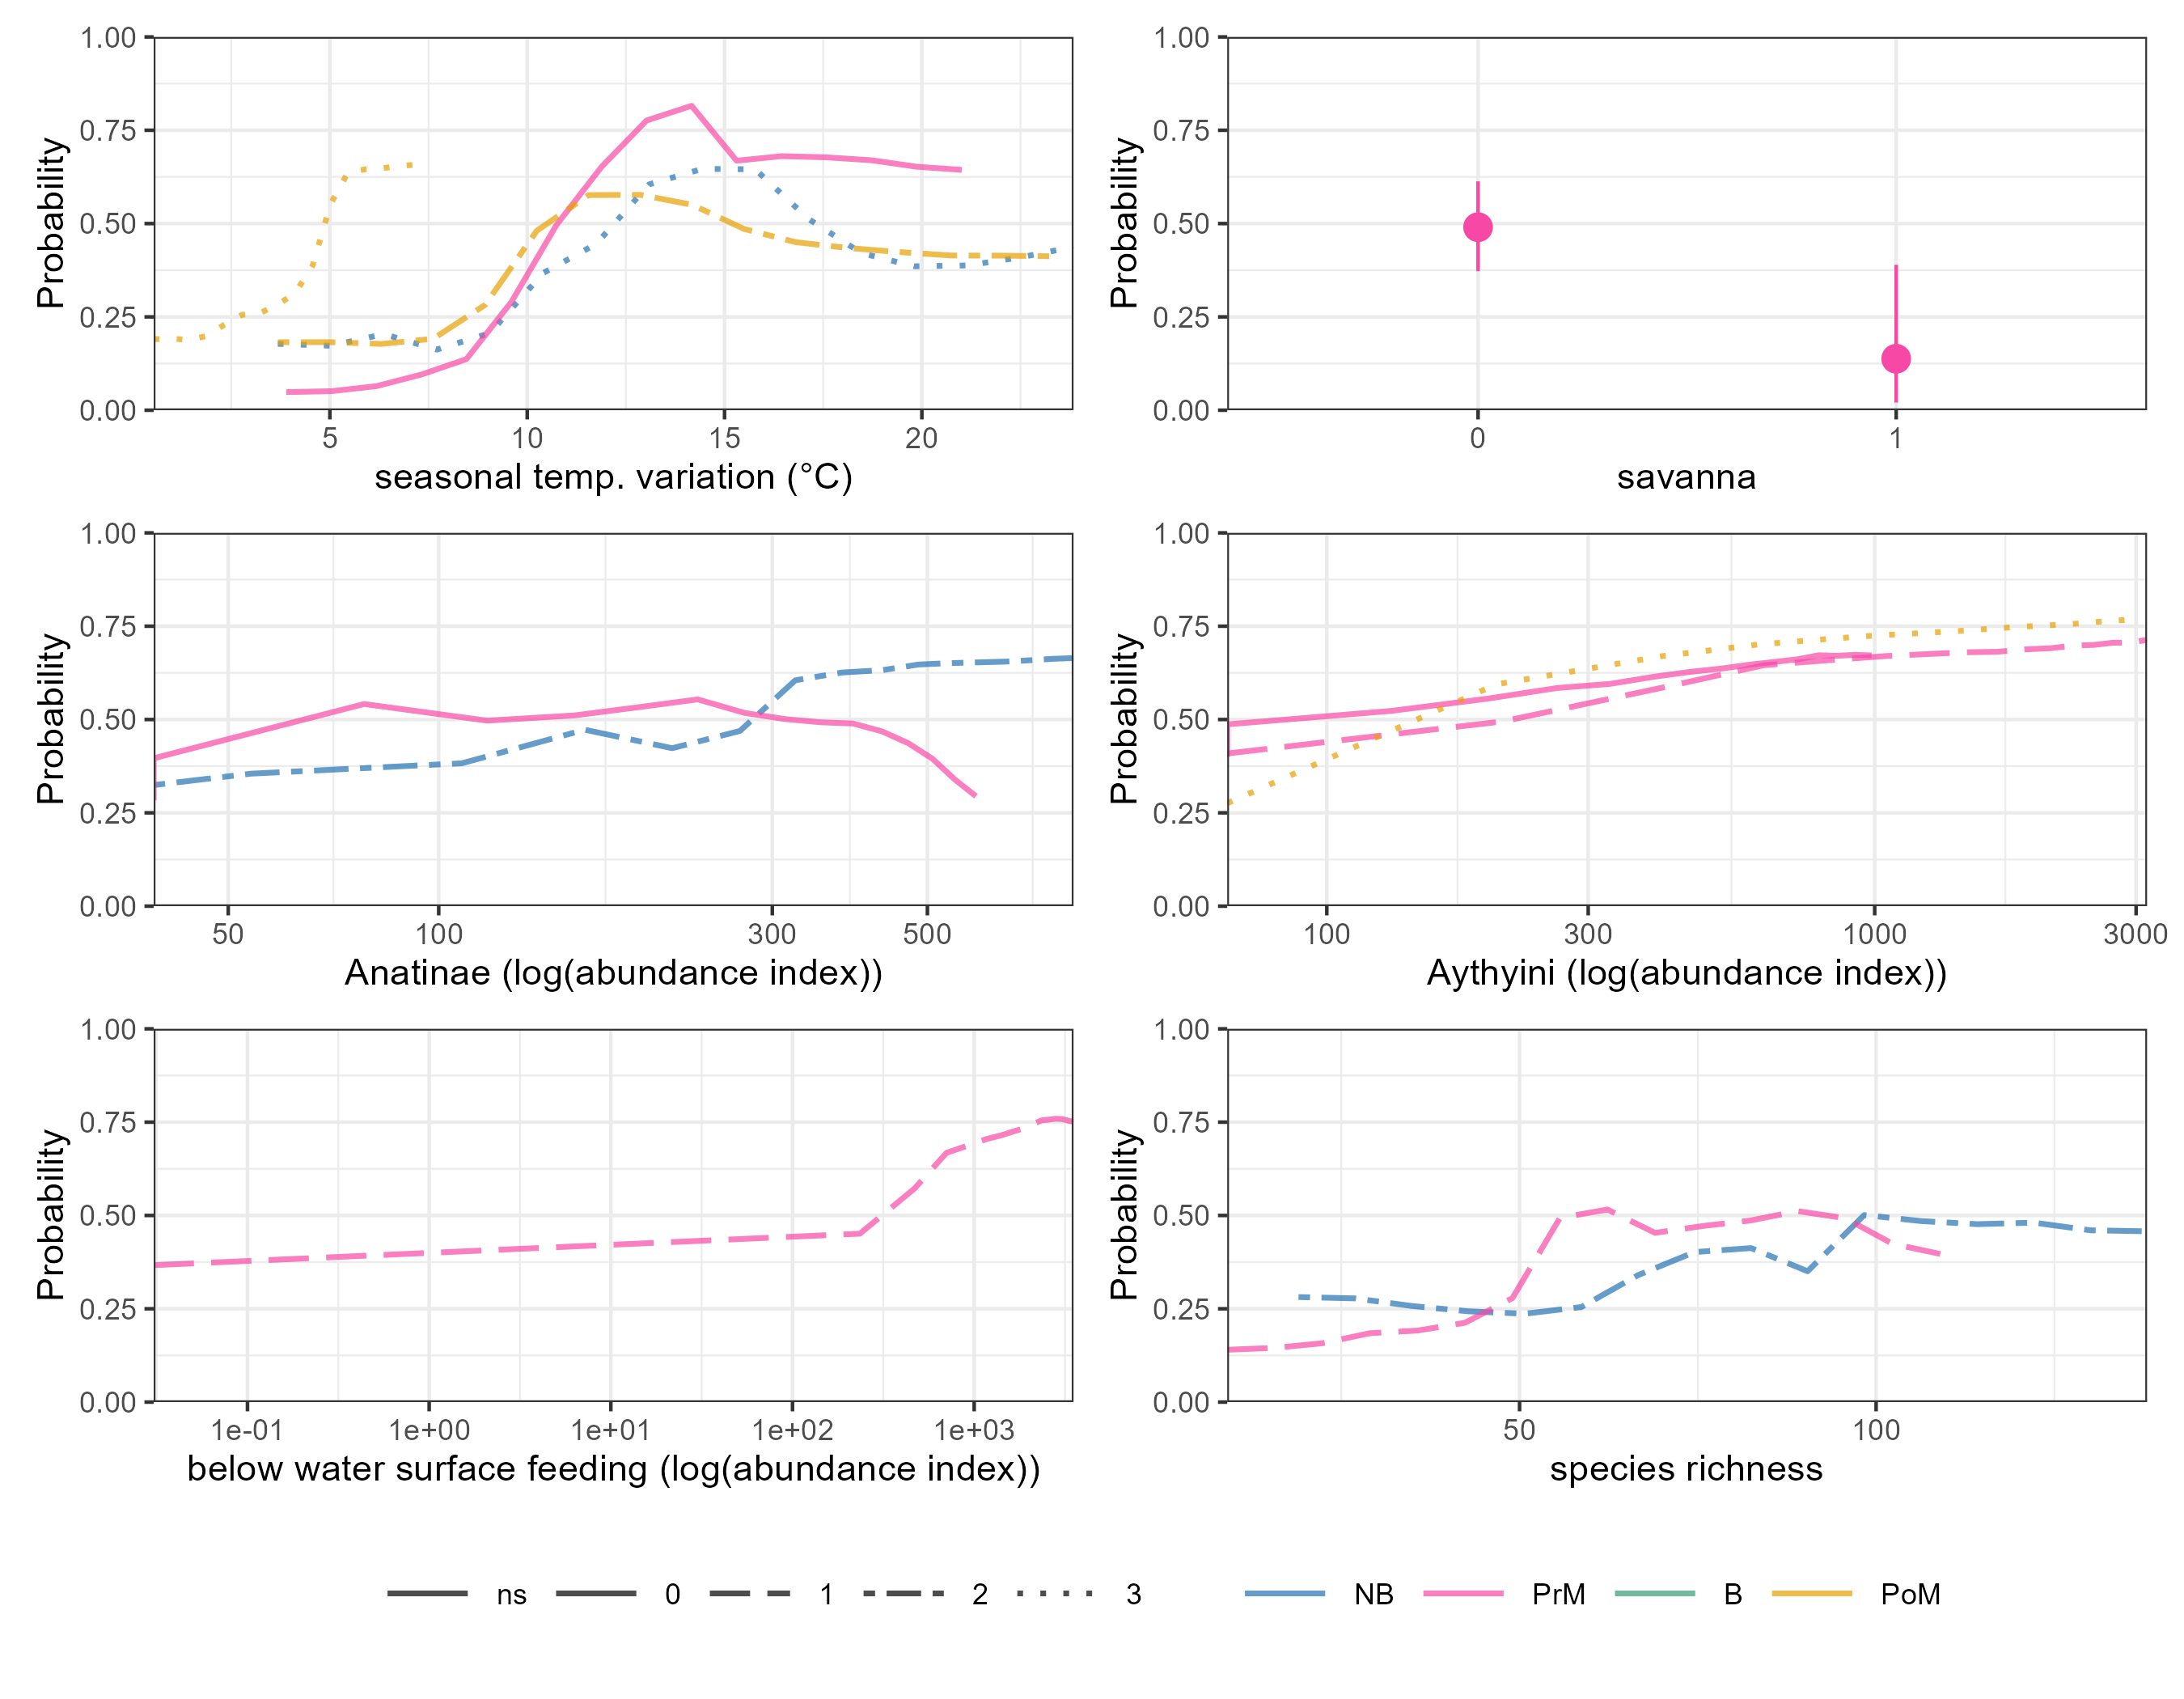 1.00
0.75
0.50
0.25
0.00
Probability
5 10 15 20
seasonal temp. variation (°C)
1.00
0.75
0.50
0.25
0.00
Probability
0 1
savanna
1.00
0.75
0.50
0.25
0.00
Probability
50 100 300 500
Anatinae (log(abundance index))
1.00
0.75
0.50
0.25
0.00
Probability
100 300 1000 3000
Aythyini (log(abundance index))
1.00
0.75
0.50
0.25
0.00
Probability
1e-01 1e+00 1e+01 1e+02 1e+03
below water surface feeding (log(abundance index))
1.00
0.75
0.50
0.25
0.00
Probability
50 100
species richness
ns 0 1 2 3 NB PrM B PoM